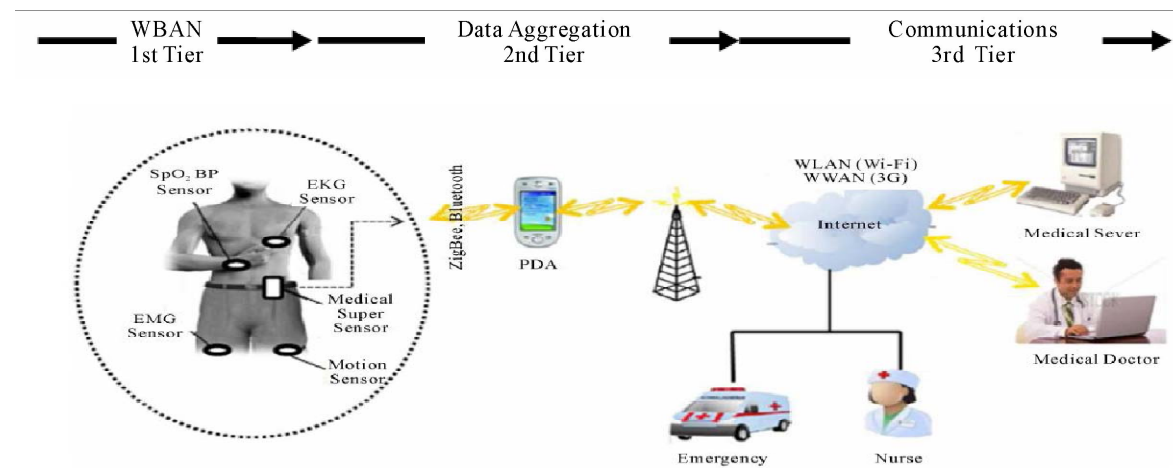 WBAN
1st Tier
Data Aggregation
2nd Tier
Communications
3rd Tier
SpO₂ BP
Sensor
EKG
Sensor
Medical
Super
Sensor
EMG
Sensor
Motion
Sensor
ZigBee, Bluetooth
PDA
WLAN (Wi-Fi)
WWAN (3G)
Internet
Medical Sever
Medical Doctor
Emergency
Nurse